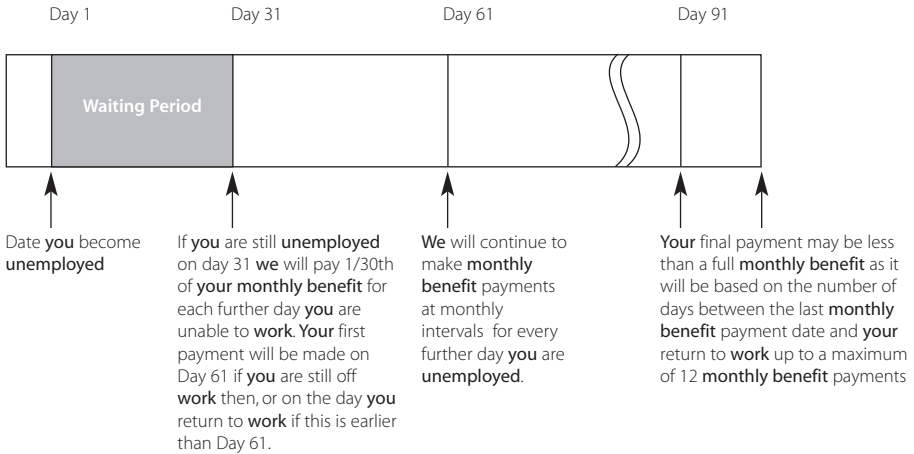 Day 1
Day 31
Day 61
Day 91
Waiting Period
Date you become
unemployed
If you are still unemployed
on day 31 we will pay 1/30th
of your monthly benefit for
each further day you are
unable to work. Your first
payment will be made on
Day 61 if you are still off
work then, or on the day you
return to work if this is earlier
than Day 61.
We will continue to
make monthly
benefit payments
at monthly
intervals for every
further day you are
unemployed.
Your final payment may be less
than a full monthly benefit as it
will be based on the number of
days between the last monthly
benefit payment date and your
return to work up to a maximum
of 12 monthly benefit payments